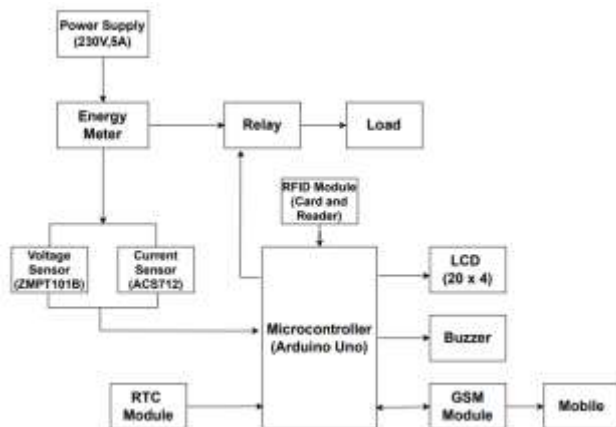 Power Supply
(230V,5A)
Energy
Meter
Relay
Load
RFID Module
(Card and
Reader)
Voltage
Sensor
(ZMPT101B)
Current
Sensor
(ACS712)
Microcontroller
(Arduino Uno)
LCD
(20 x 4)
Buzzer
RTC
Module
GSM
Module
Mobile